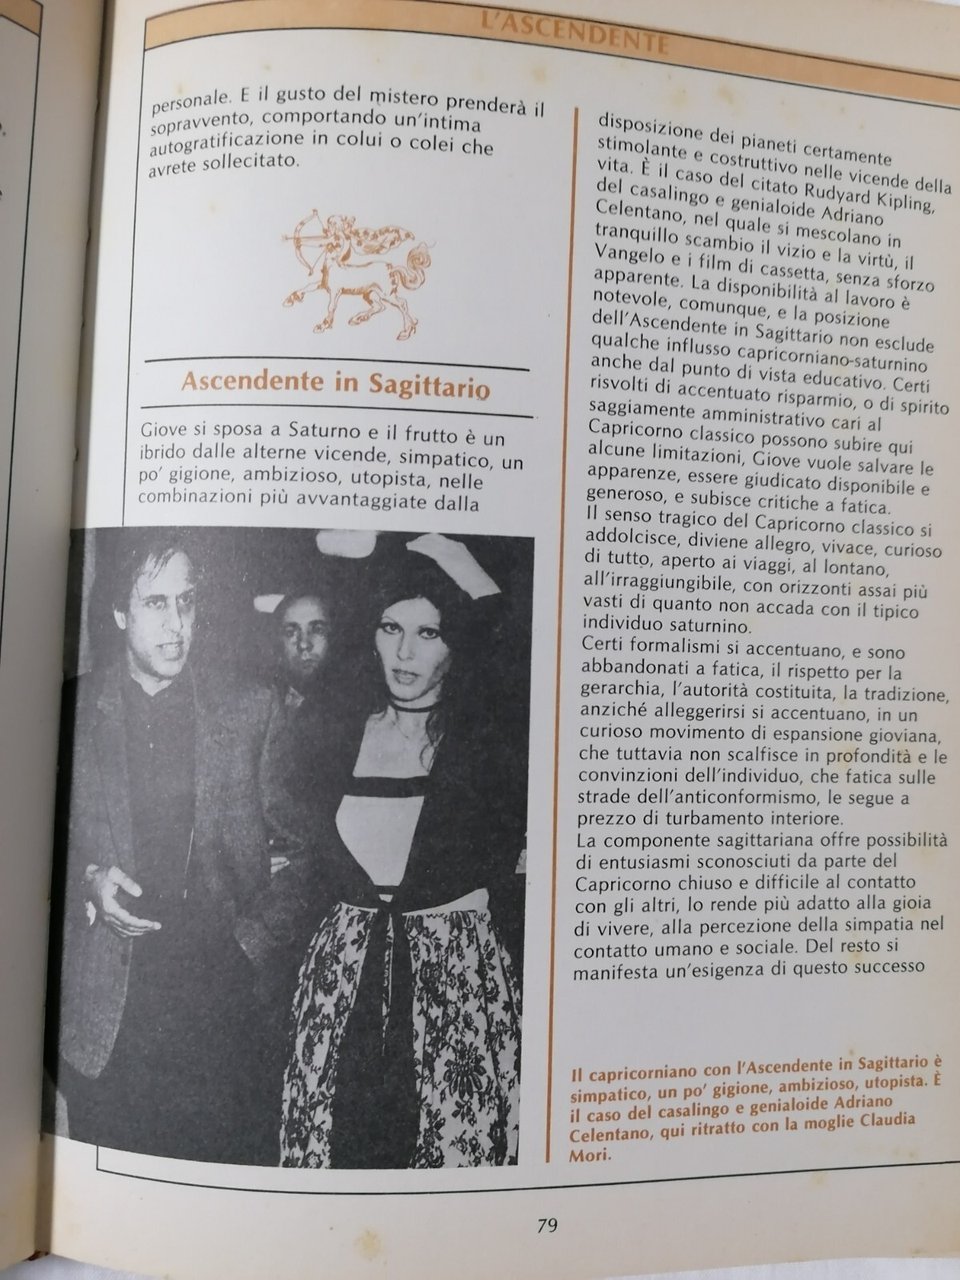 L'ASCENDENTE
personale. E il gusto del mistero prenderà il
sopravvento, comportando un'intima
autogratificazione in colui o colei che
avrete sollecitato.
Ascendente in Sagittario
Giove si sposa a Saturno e il frutto è un
ibrido dalle alterne vicende, simpatico, un
po' gigione, ambizioso, utopista, nelle
combinazioni più avvantaggiate dalla
disposizione dei pianeti certamente
stimolante e costruttivo nelle vicende della
vita. È il caso del citato Rudyard Kipling,
del casalingo e genialoide Adriano
Celentano, nel quale si mescolano in
tranquillo scambio il vizio e la virtù, il
Vangelo e i film di cassetta, senza sforzo
apparente. La disponibilità al lavoro è
notevole, comunque, e la posizione
dell'Ascendente in Sagittario non esclude
qualche influsso capricorniano-saturnino
anche dal punto di vista educativo. Certi
risvolti di accentuato risparmio, o di spirito
saggiamente amministrativo cari al
Capricorno classico possono subire qui
alcune limitazioni, Giove vuole salvare le
apparenze, essere giudicato disponibile e
generoso, e subisce critiche a fatica.
Il senso tragico del Capricorno classico si
addolcisce, diviene allegro, vivace, curioso
di tutto, aperto ai viaggi, al lontano,
all'irraggiungibile, con orizzonti assai più
vasti di quanto non accada con il tipico
individuo saturnino.
Certi formalismi si accentuano, e sono
abbandonati a fatica, il rispetto per la
gerarchia, l'autorità costituita, la tradizione,
anziché alleggerirsi si accentuano, in un
curioso movimento di espansione gioviana,
che tuttavia non scalfisce in profondità e le
convinzioni dell'individuo, che fatica sulle
strade dell'anticonformismo, le segue a
prezzo di turbamento interiore.
La componente sagittariana offre possibilità
di entusiasmi sconosciuti da parte del
Capricorno chiuso e difficile al contatto
con gli altri, lo rende più adatto alla gioia
di vivere, alla percezione della simpatia nel
contatto umano e sociale. Del resto si
manifesta un'esigenza di questo successo
Il capricorniano con l'Ascendente in Sagittario è
simpatico, un po' gigione, ambizioso, utopista. È
il caso del casalingo e genialoide Adriano
Celentano, qui ritratto con la moglie Claudia
Mori.
79